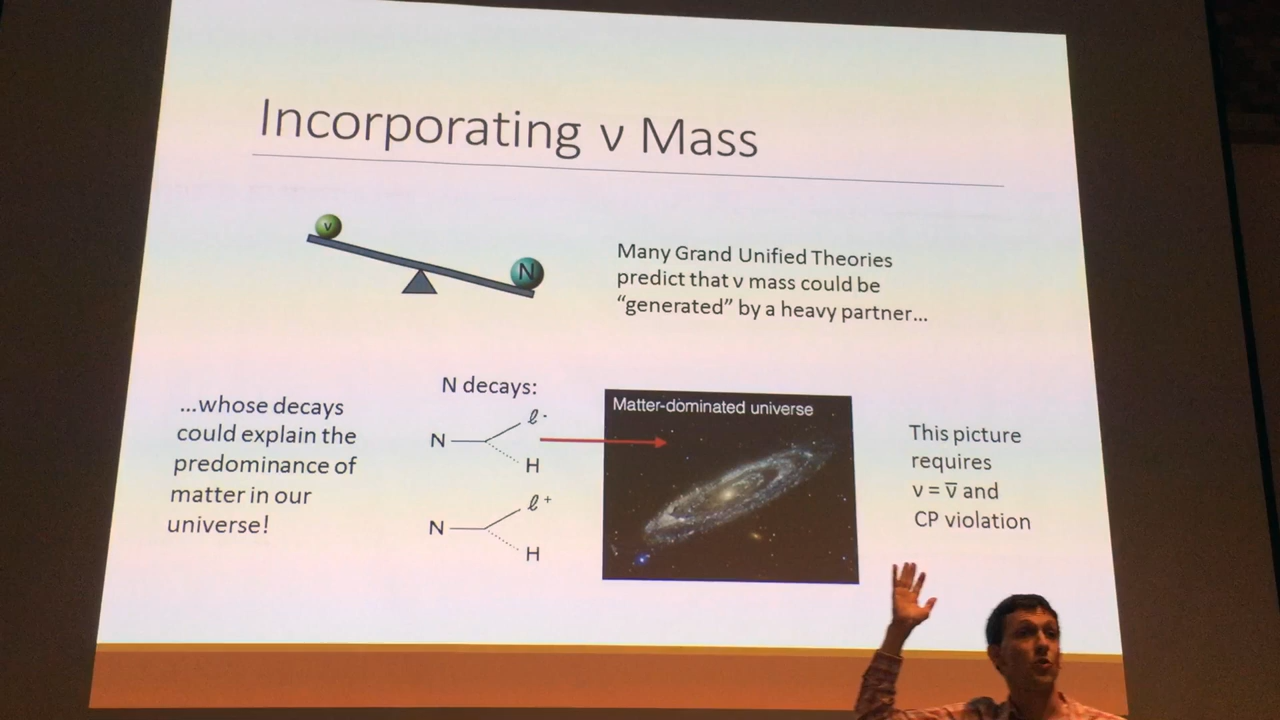 Incorporating ν Mass
ν
N
Many Grand Unified Theories
predict that ν mass could be
“generated” by a heavy partner...
...whose decays
could explain the
predominance of
matter in our
universe!
N decays:
N
ℓ-
H
N
ℓ+
H
Matter-dominated universe
This picture
requires
ν = ν̅ and
CP violation